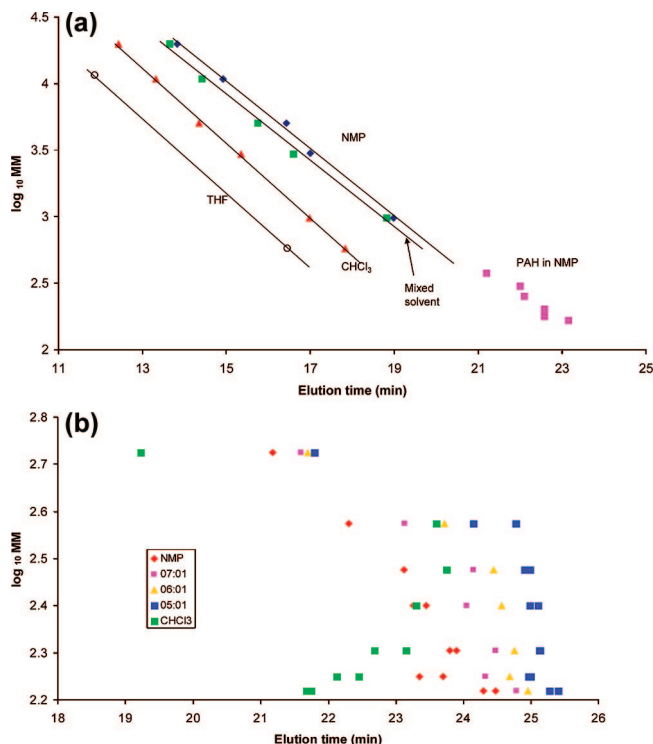 (a)
4.5
4
3.5
3
2.5
2
log 10 MM
NMP
THF
CHCl3
Mixed
solvent
PAH in NMP
11 13 15 17 19 21 23 25
Elution time (min)
(b)
2.8
2.7
2.6
2.5
2.4
2.3
2.2
log 10 MM
NMP
07:01
06:01
05:01
CHCl3
18 19 20 21 22 23 24 25 26
Elution time (min)